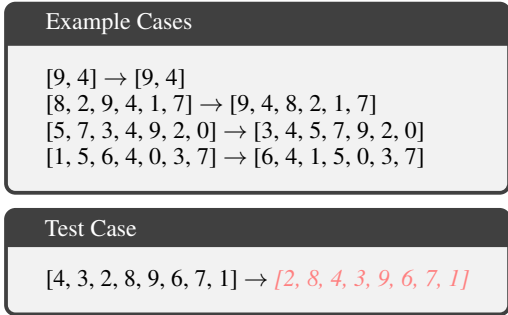 Example Cases
[9, 4] → [9, 4]
[8, 2, 9, 4, 1, 7] → [9, 4, 8, 2, 1, 7]
[5, 7, 3, 4, 9, 2, 0] → [3, 4, 5, 7, 9, 2, 0]
[1, 5, 6, 4, 0, 3, 7] → [6, 4, 1, 5, 0, 3, 7]
Test Case
[4, 3, 2, 8, 9, 6, 7, 1] → [2, 8, 4, 3, 9, 6, 7, 1]